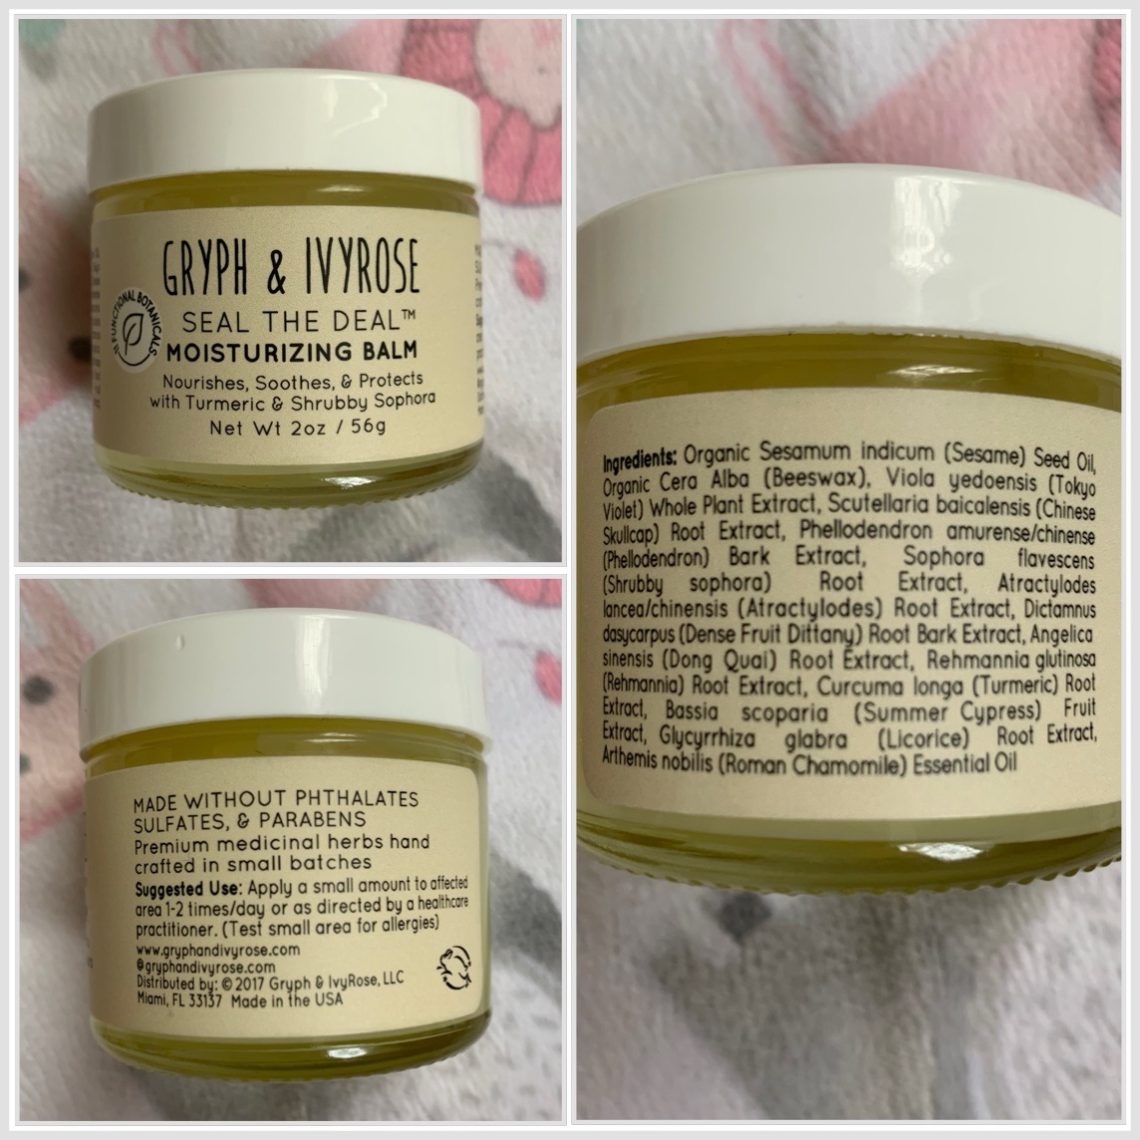 GRYPH & IVYROSE
FUNCTIONAL BOTANICALS
SEAL THE DEAL™
MOISTURIZING BALM
Nourishes, Soothes, & Protects
with Turmeric & Shrubby Sophora
Net Wt 2oz / 56g
MADE WITHOUT PHTHALATES
SULFATES, & PARABENS
Premium medicinal herbs hand
crafted in small batches
Suggested Use: Apply a small amount to affected
area 1-2 times/day or as directed by a healthcare
practitioner. (Test small area for allergies)
www.gryphandivyrose.com
@gryphandivyrose.com
Distributed by: © 2017 Gryph & IvyRose, LLC
Miami, FL 33137 Made in the USA
Ingredients: Organic Sesamum indicum (Sesame) Seed Oil,
Organic Cera Alba (Beeswax), Viola yedoensis (Tokyo
Violet) Whole Plant Extract, Scutellaria baicalensis (Chinese
Skullcap) Root Extract, Phellodendron amurense/chinense
(Phellodendron) Bark Extract, Sophora flavescens
(Shrubby sophora) Root Extract, Atractylodes
lancea/chinensis (Atractylodes) Root Extract, Dictamnus
dasycarpus (Dense Fruit Dittany) Root Bark Extract, Angelica
sinensis (Dong Quai) Root Extract, Rehmannia glutinosa
(Rehmannia) Root Extract, Curcuma longa (Turmeric) Root
Extract, Bassia scoparia (Summer Cypress) Fruit
Extract, Glycyrrhiza glabra (Licorice) Root Extract,
Arthemis nobilis (Roman Chamomile) Essential Oil